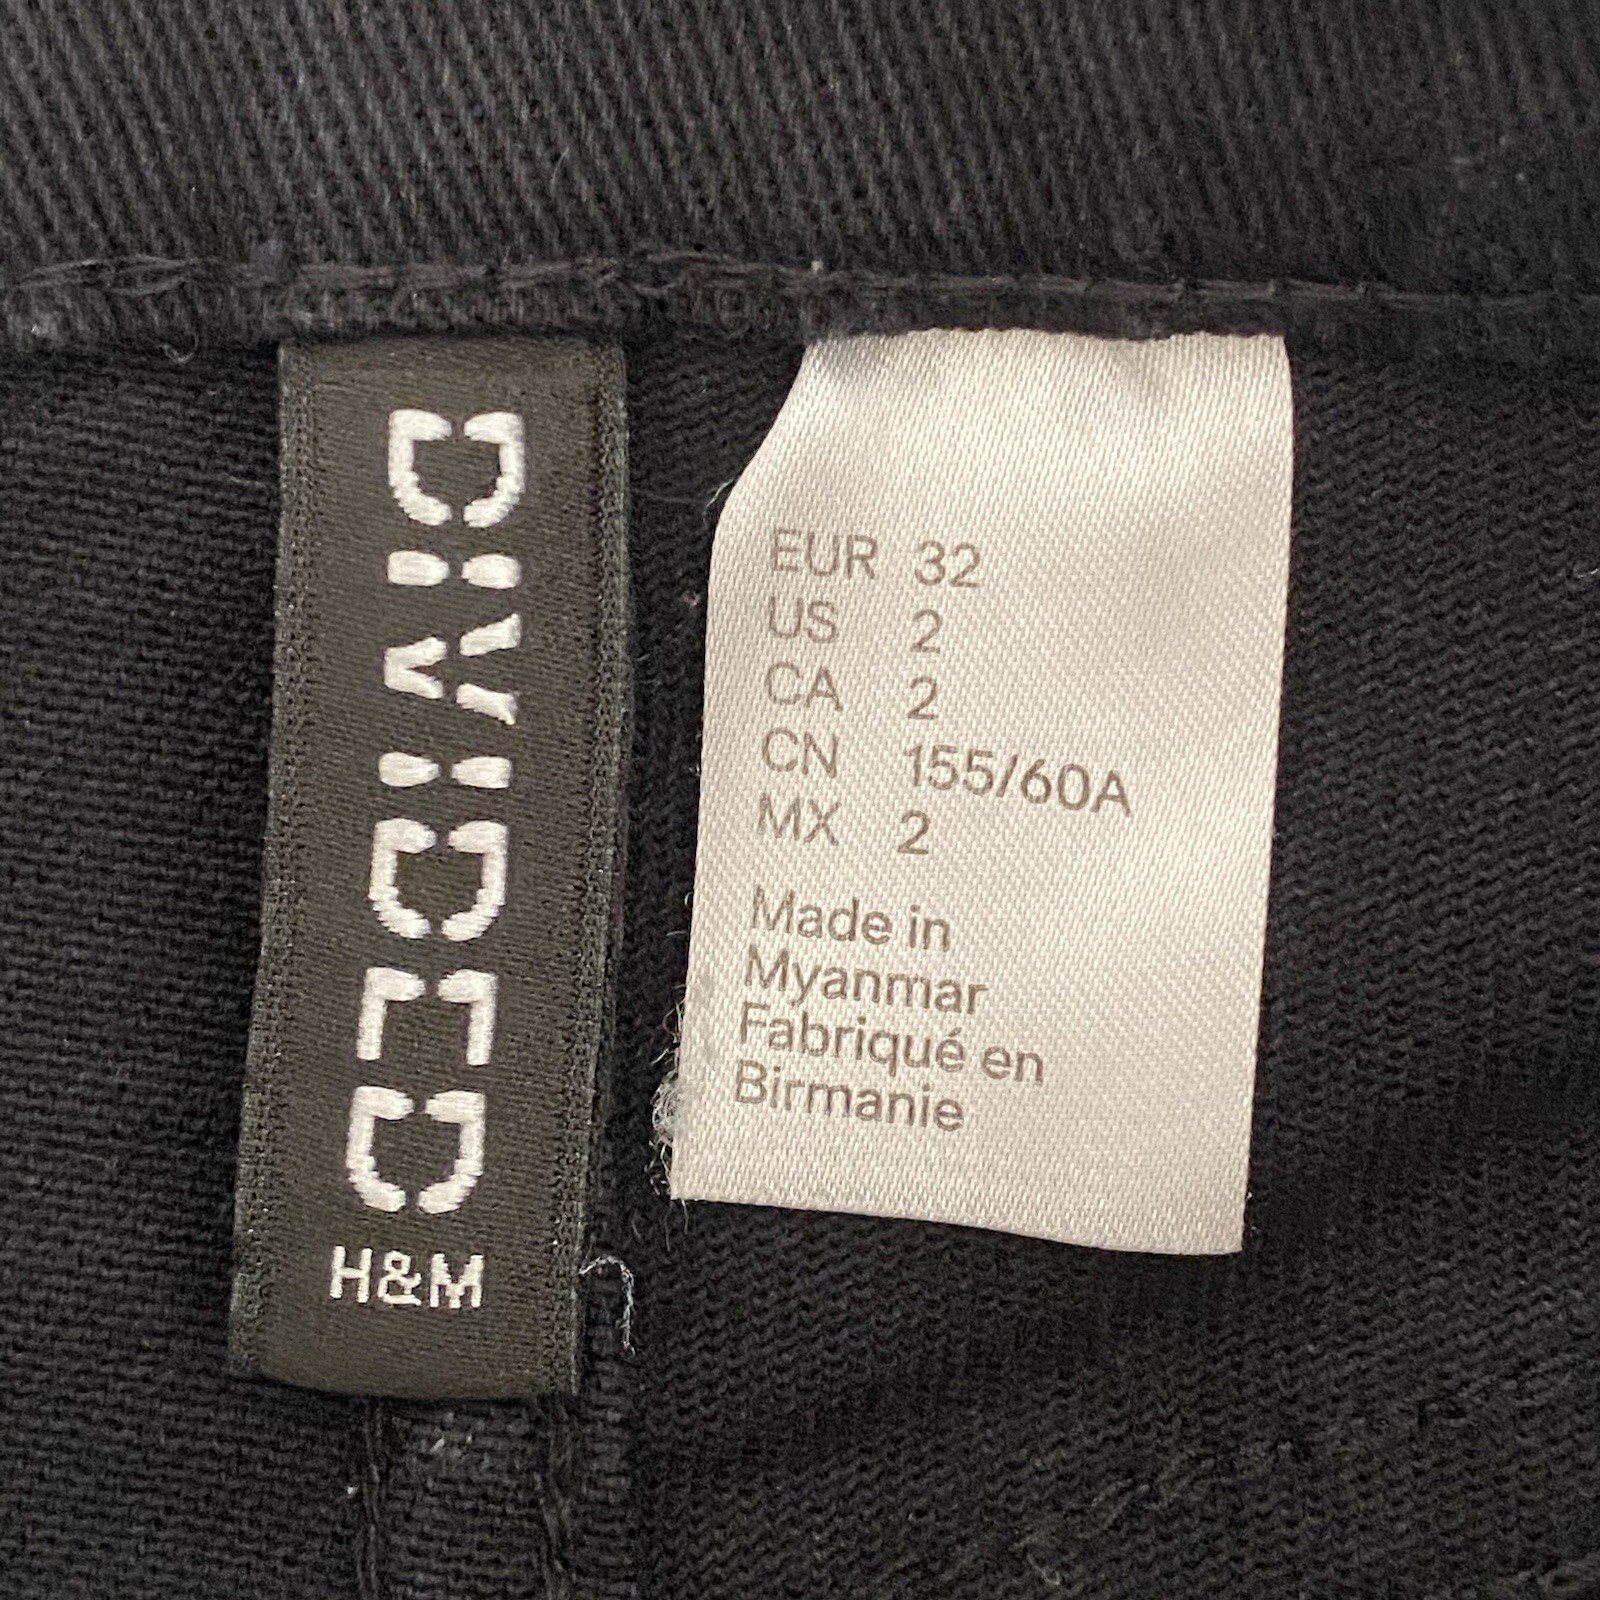 DIVIDED
H&M
EUR 32
US 2
CA 2
CN 155/60A
MX 2
Made in
Myanmar
Fabriqué en
Birmanie